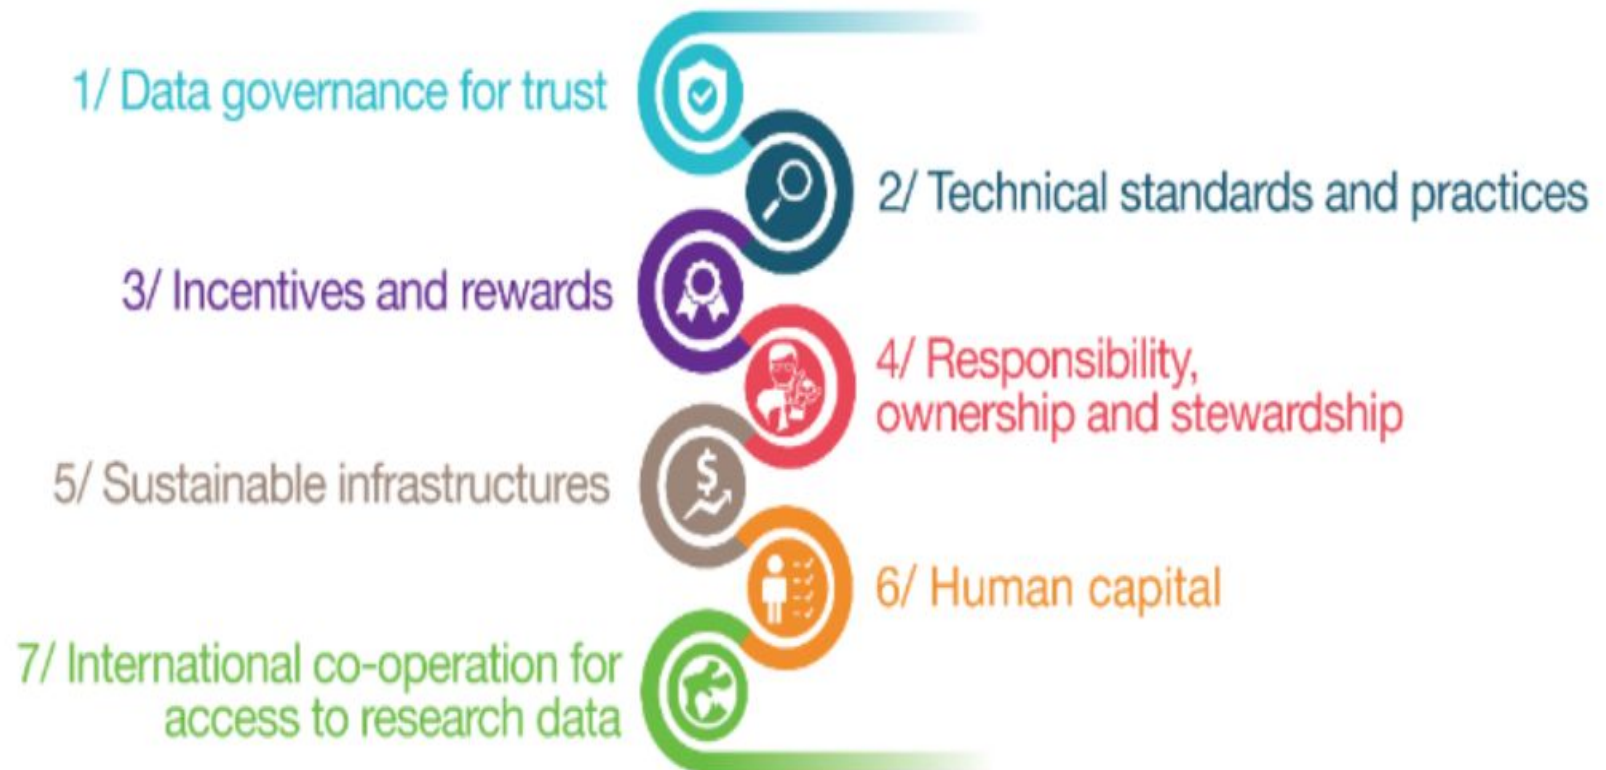 1/ Data governance for trust
2/ Technical standards and practices
3/ Incentives and rewards
4/ Responsibility,
ownership and stewardship
5/ Sustainable infrastructures
6/ Human capital
7/ International co-operation for
access to research data